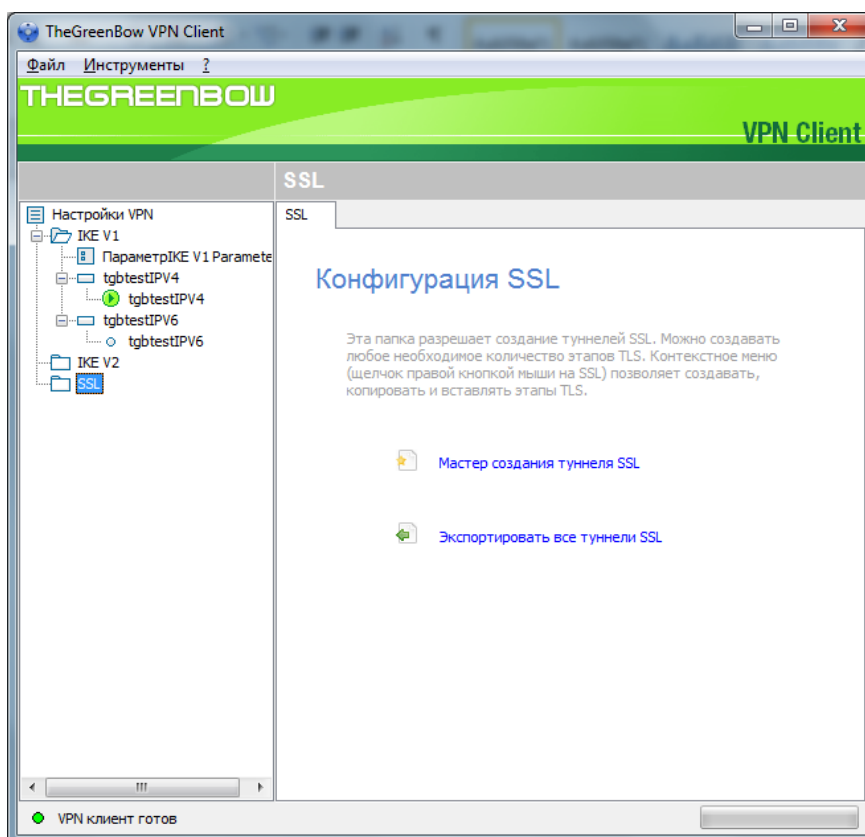 TheGreenBow VPN Client
Файл Инструменты ?
THEGREENBOW
VPN Client
SSL
Настройки VPN
IKE V1
ПараметрIKE V1 Paramete
tgbtestIPV4
tgbtestIPV4
tgbtestIPV6
tgbtestIPV6
IKE V2
SSL
SSL
Конфигурация SSL
Эта папка разрешает создание туннелей SSL. Можно создавать
любое необходимое количество этапов TLS. Контекстное меню
(щелчок правой кнопкой мыши на SSL) позволяет создавать,
копировать и вставлять этапы TLS.
Мастер создания туннеля SSL
Экспортировать все туннели SSL
VPN клиент готов